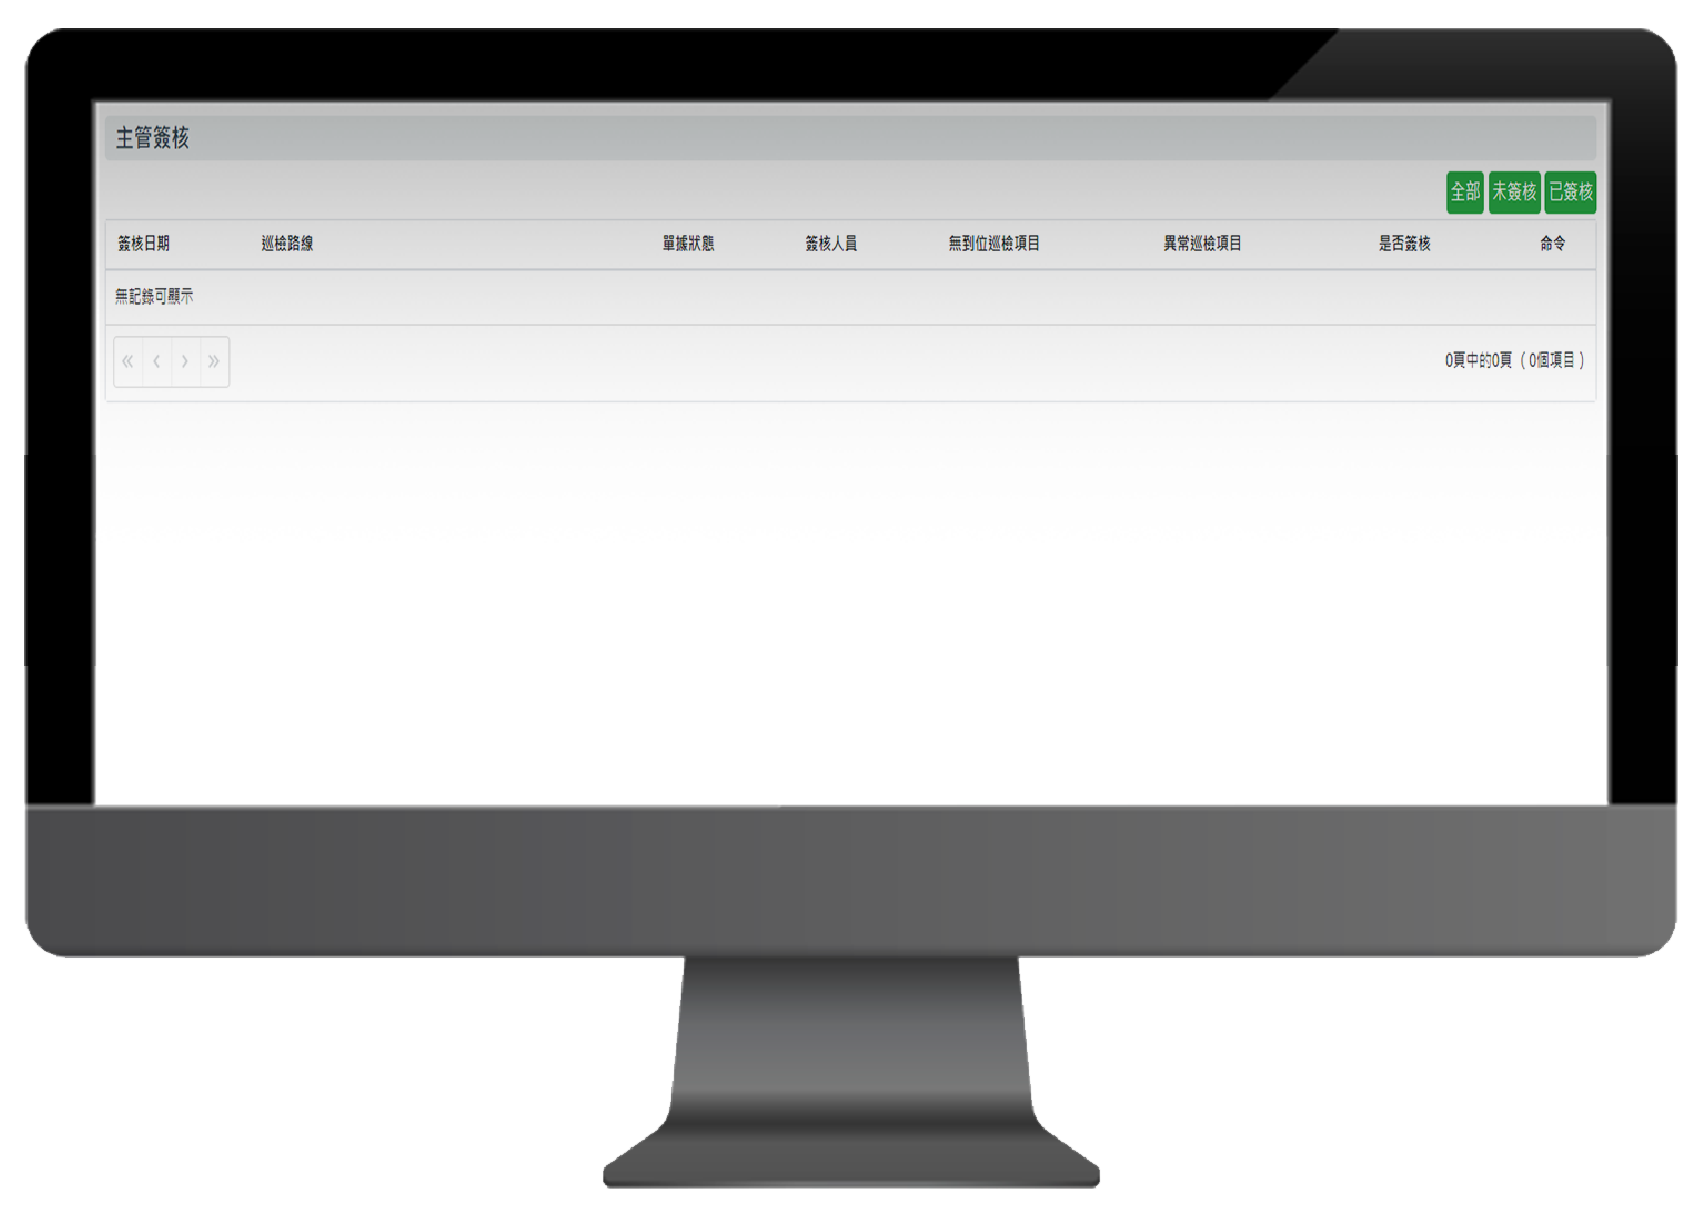 主管簽核
全部 未簽核 已簽核
簽核日期 巡檢路線 單據狀態 簽核人員 無到位巡檢項目 異常巡檢項目 是否簽核 命令
無記錄可顯示
« ‹ › »
0頁中的0頁（0個項目）